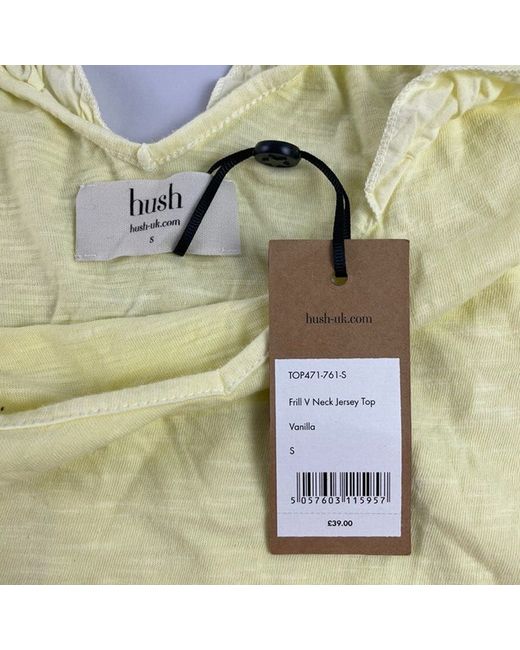 hush
hush-uk.com
S
hush-uk.com
TOP471-761-S
Frill V Neck Jersey Top
Vanilla
S
5 057603 115957
£39.00